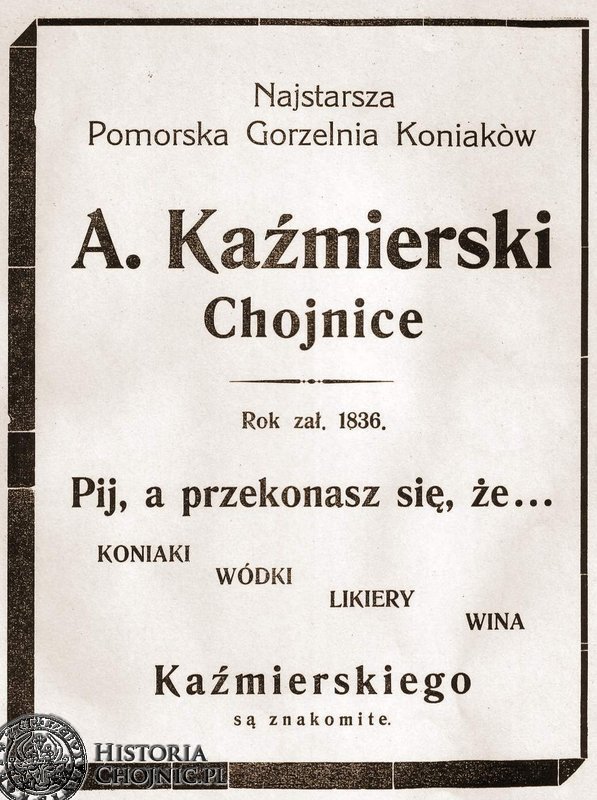 Najstarsza
Pomorska Gorzelnia Koniaków
A. Kaźmierski
Chojnice
Rok zał. 1836.
Pij, a przekonasz się, że...
KONIAKI
WÓDKI
LIKIERY
WINA
Kaźmierskiego
są znakomite.
HISTORIA
CHOJNIC.PL